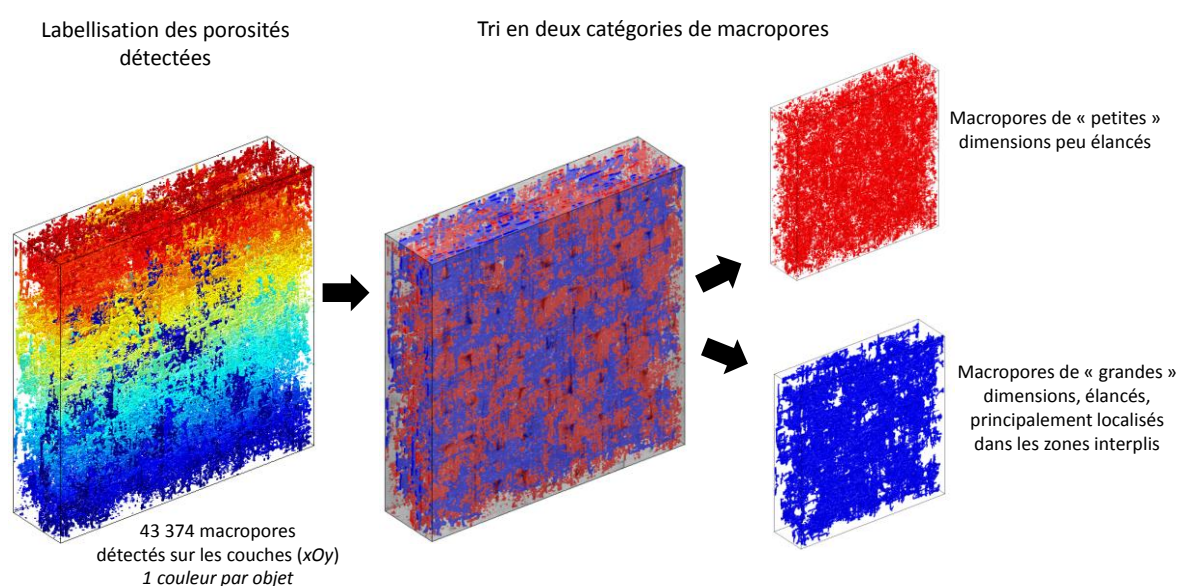 Labellisation des porosités
détectées
Tri en deux catégories de macropores
Macropores de « petites »
dimensions peu élancés
Macropores de « grandes »
dimensions, élancés,
principalement localisés
dans les zones interplis
43 374 macropores
détectés sur les couches (xOy)
1 couleur par objet